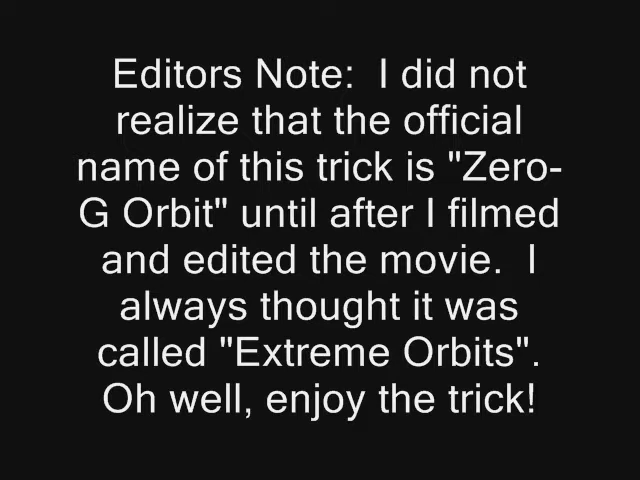 Editors Note:  I did not
realize that the official
name of this trick is "Zero-
G Orbit" until after I filmed
and edited the movie.  I
always thought it was
called "Extreme Orbits".
Oh well, enjoy the trick!